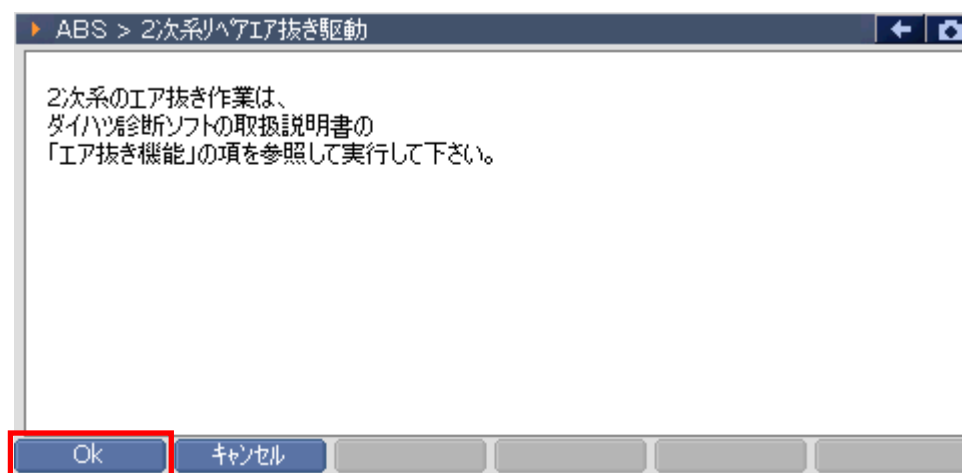 ABS > 2次系リペアエア抜き駆動
2次系のエア抜き作業は、
ダイハツ診断ソフトの取扱説明書の
「エア抜き機能」の項を参照して実行して下さい。
Ok
キャンセル